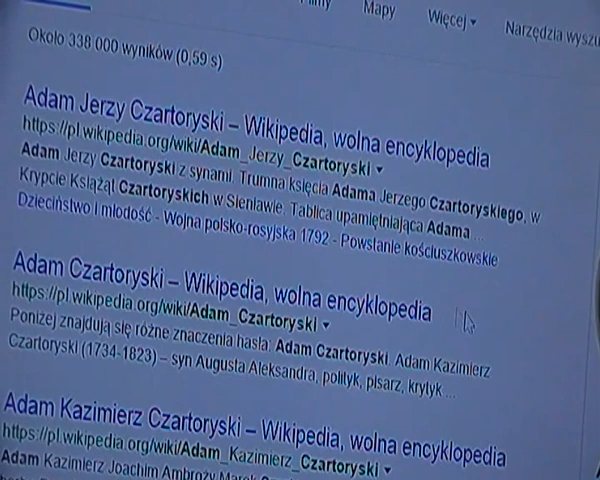 Filmy Mapy Więcej Narzędzia wyszu
Około 338 000 wyników (0,59 s)
Adam Jerzy Czartoryski – Wikipedia, wolna encyklopedia
https://pl.wikipedia.org/wiki/Adam_Jerzy_Czartoryski
Adam Jerzy Czartoryski z synami. Trumna księcia Adama Jerzego Czartoryskiego, w
Krypcie Książąt Czartoryskich w Sieniawie. Tablica upamiętniająca Adama ...
Dzieciństwo i młodość - Wojna polsko-rosyjska 1792 - Powstanie kościuszkowskie
Adam Czartoryski – Wikipedia, wolna encyklopedia
https://pl.wikipedia.org/wiki/Adam_Czartoryski
Poniżej znajdują się różne znaczenia hasła: Adam Czartoryski. Adam Kazimierz
Czartoryski (1734-1823) – syn Augusta Aleksandra, polityk, pisarz, krytyk ...
Adam Kazimierz Czartoryski – Wikipedia, wolna encyklopedia
https://pl.wikipedia.org/wiki/Adam_Kazimierz_Czartoryski
Adam Kazimierz Joachim Ambroży Marek